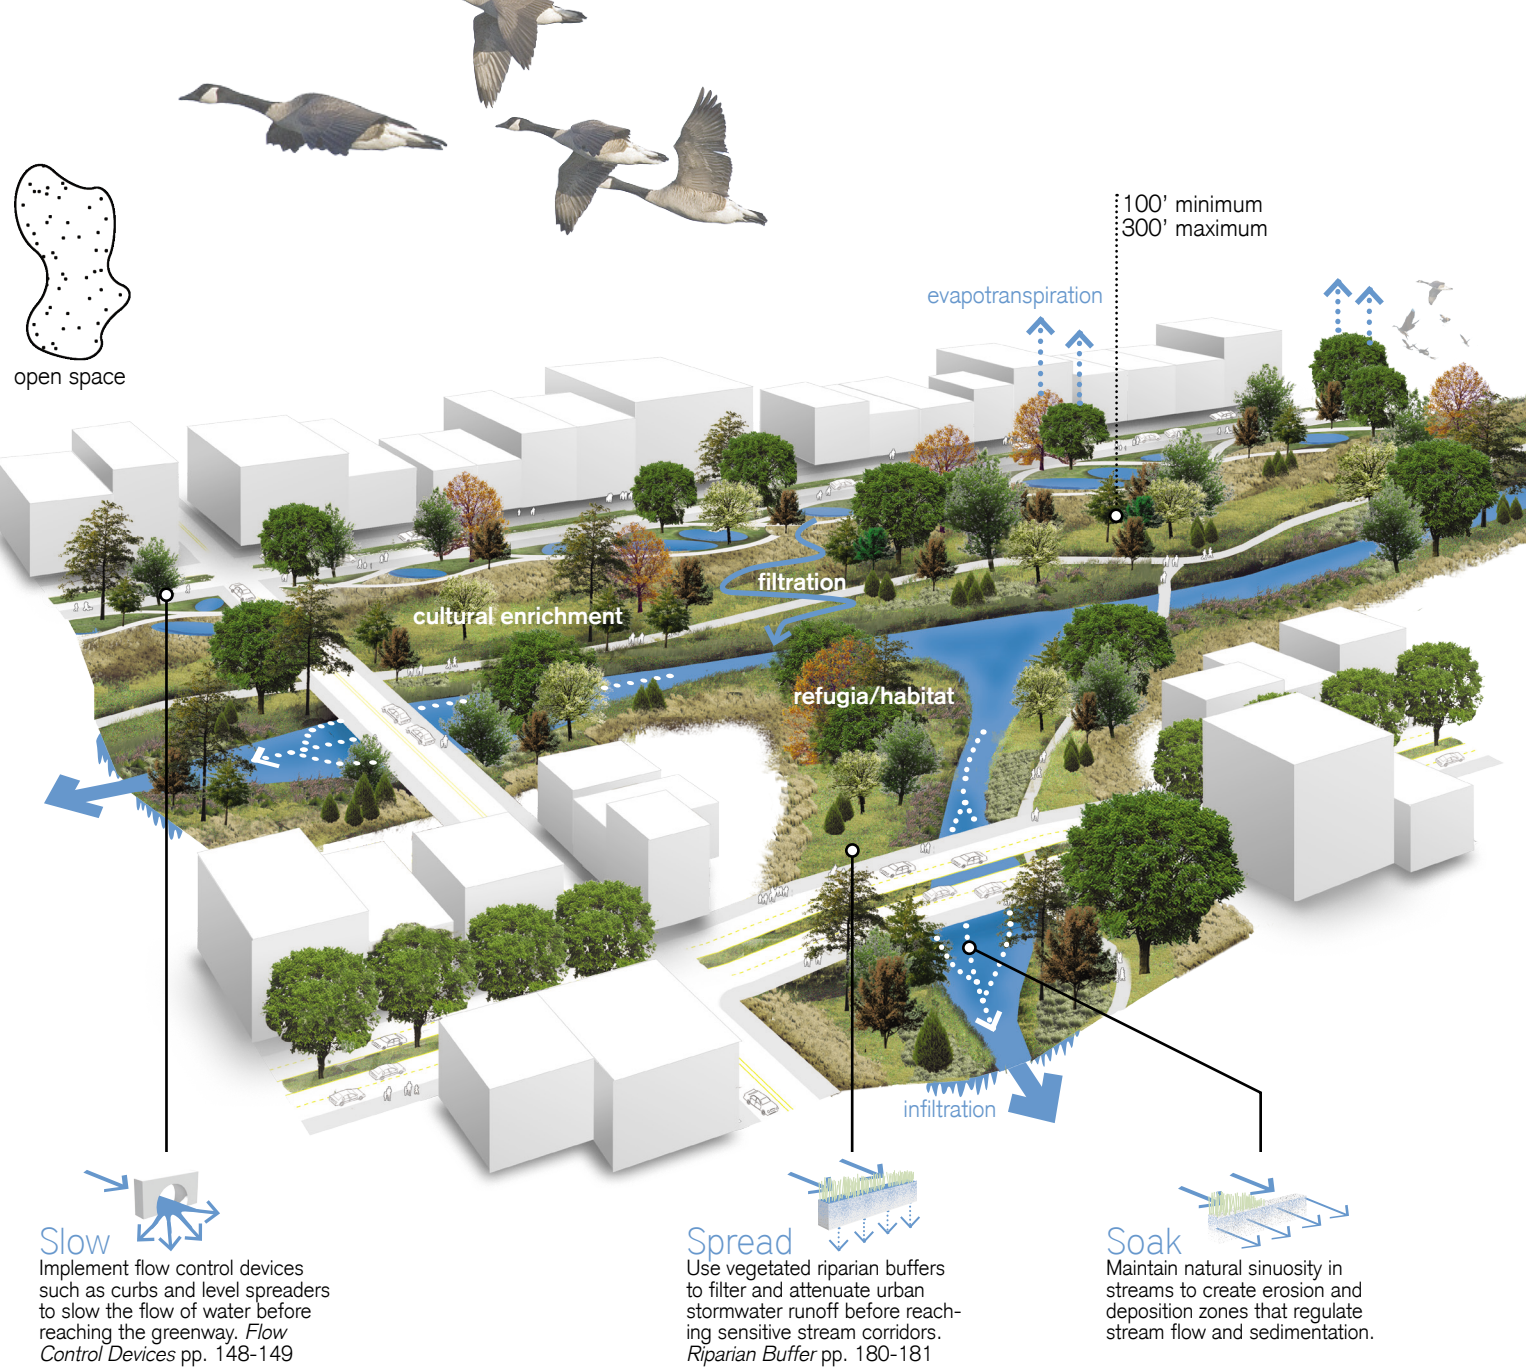 100' minimum
300' maximum
evapotranspiration
open space
filtration
cultural enrichment
refugia/habitat
infiltration
Slow
Implement flow control devices
such as curbs and level spreaders
to slow the flow of water before
reaching the greenway. Flow
Control Devices pp. 148-149
Spread
Use vegetated riparian buffers
to filter and attenuate urban
stormwater runoff before reach-
ing sensitive stream corridors.
Riparian Buffer pp. 180-181
Soak
Maintain natural sinuosity in
streams to create erosion and
deposition zones that regulate
stream flow and sedimentation.